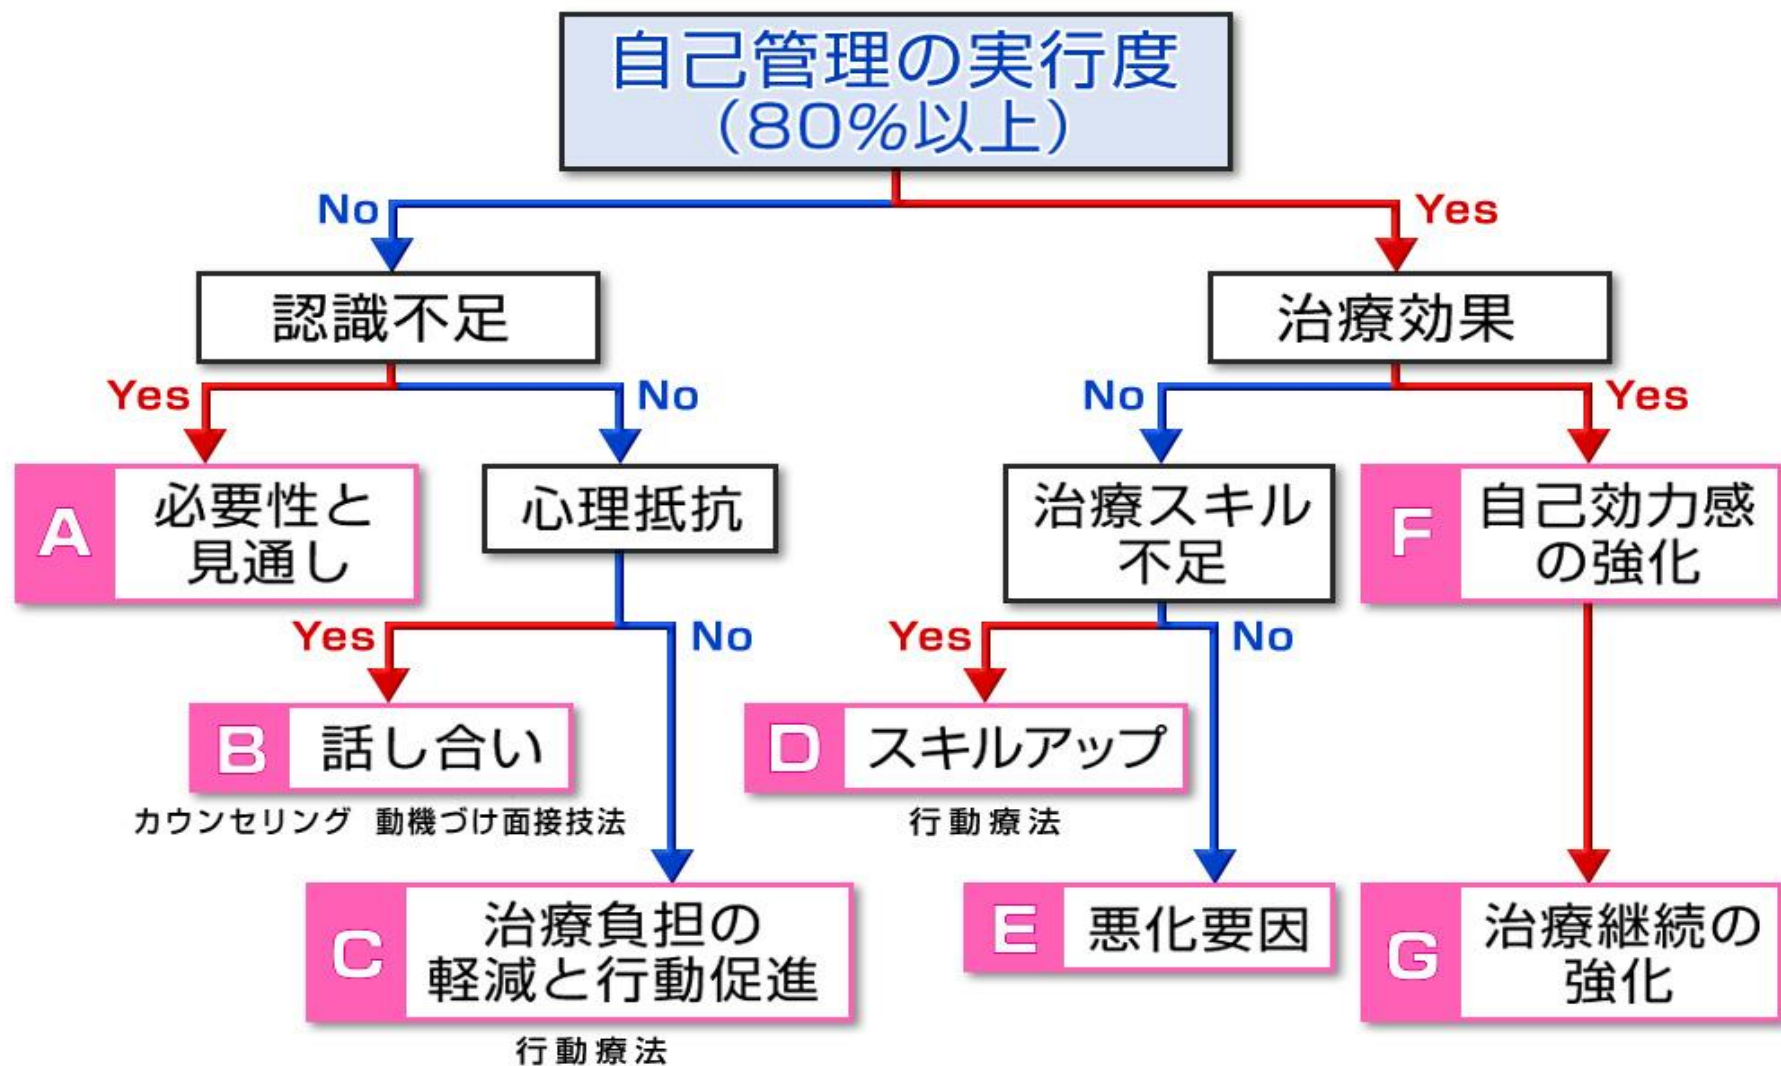 自己管理の実行度
（80%以上）
No
Yes
認識不足
治療効果
Yes
No
No
Yes
A
必要性と
見通し
心理抵抗
治療スキル
不足
F
自己効力感
の強化
Yes
No
Yes
No
B
話し合い
D
スキルアップ
カウンセリング 動機づけ面接技法
行動療法
C
治療負担の
軽減と行動促進
E
悪化要因
G
治療継続の
強化
行動療法